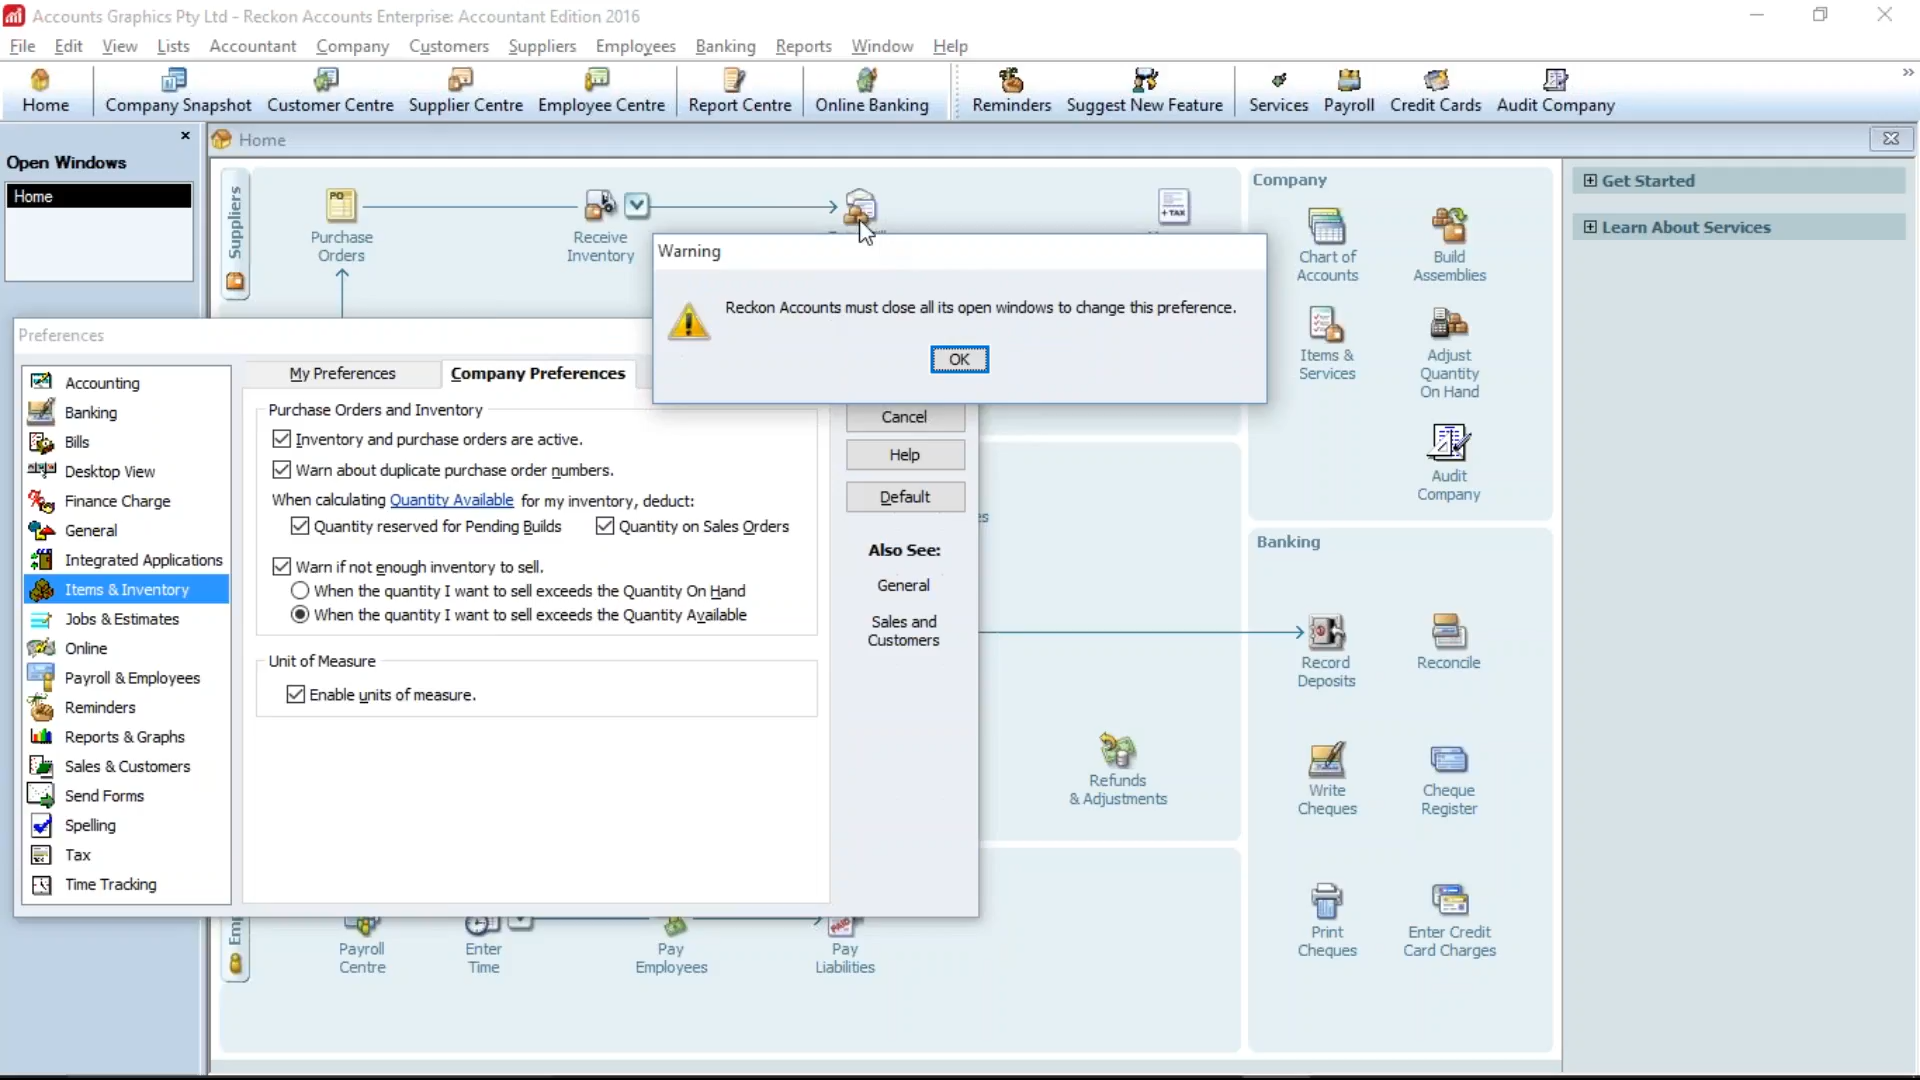 Accounts Graphics Pty Ltd - Reckon Accounts Enterprise: Accountant Edition 2016
File Edit View Lists Accountant Company Customers Suppliers Employees Banking Reports Window Help
Home Company Snapshot Customer Centre Supplier Centre Employee Centre Report Centre Online Banking Reminders Suggest New Feature Services Payroll Credit Cards Audit Company
Open Windows
Home
Home
Suppliers
Purchase
Orders
Receive
Inventory
PO
+TAX
Company
Chart of
Accounts
Build
Assemblies
Items &
Services
Adjust
Quantity
On Hand
Audit
Company
Get Started
Learn About Services
Warning
Reckon Accounts must close all its open windows to change this preference.
OK
Preferences
Accounting
Banking
Bills
Desktop View
Finance Charge
General
Integrated Applications
Items & Inventory
Jobs & Estimates
Online
Payroll & Employees
Reminders
Reports & Graphs
Sales & Customers
Send Forms
Spelling
Tax
Time Tracking
My Preferences
Company Preferences
Purchase Orders and Inventory
Inventory and purchase orders are active.
Warn about duplicate purchase order numbers.
When calculating Quantity Available for my inventory, deduct:
Quantity reserved for Pending Builds Quantity on Sales Orders
Warn if not enough inventory to sell.
When the quantity I want to sell exceeds the Quantity On Hand
When the quantity I want to sell exceeds the Quantity Available
Unit of Measure
Enable units of measure.
Cancel
Help
Default
Also See:
General
Sales and
Customers
Refunds
& Adjustments
Banking
Record
Deposits
Reconcile
Write
Cheques
Cheque
Register
Print
Cheques
Enter Credit
Card Charges
Payroll
Centre
Enter
Time
Pay
Employees
Pay
Liabilities